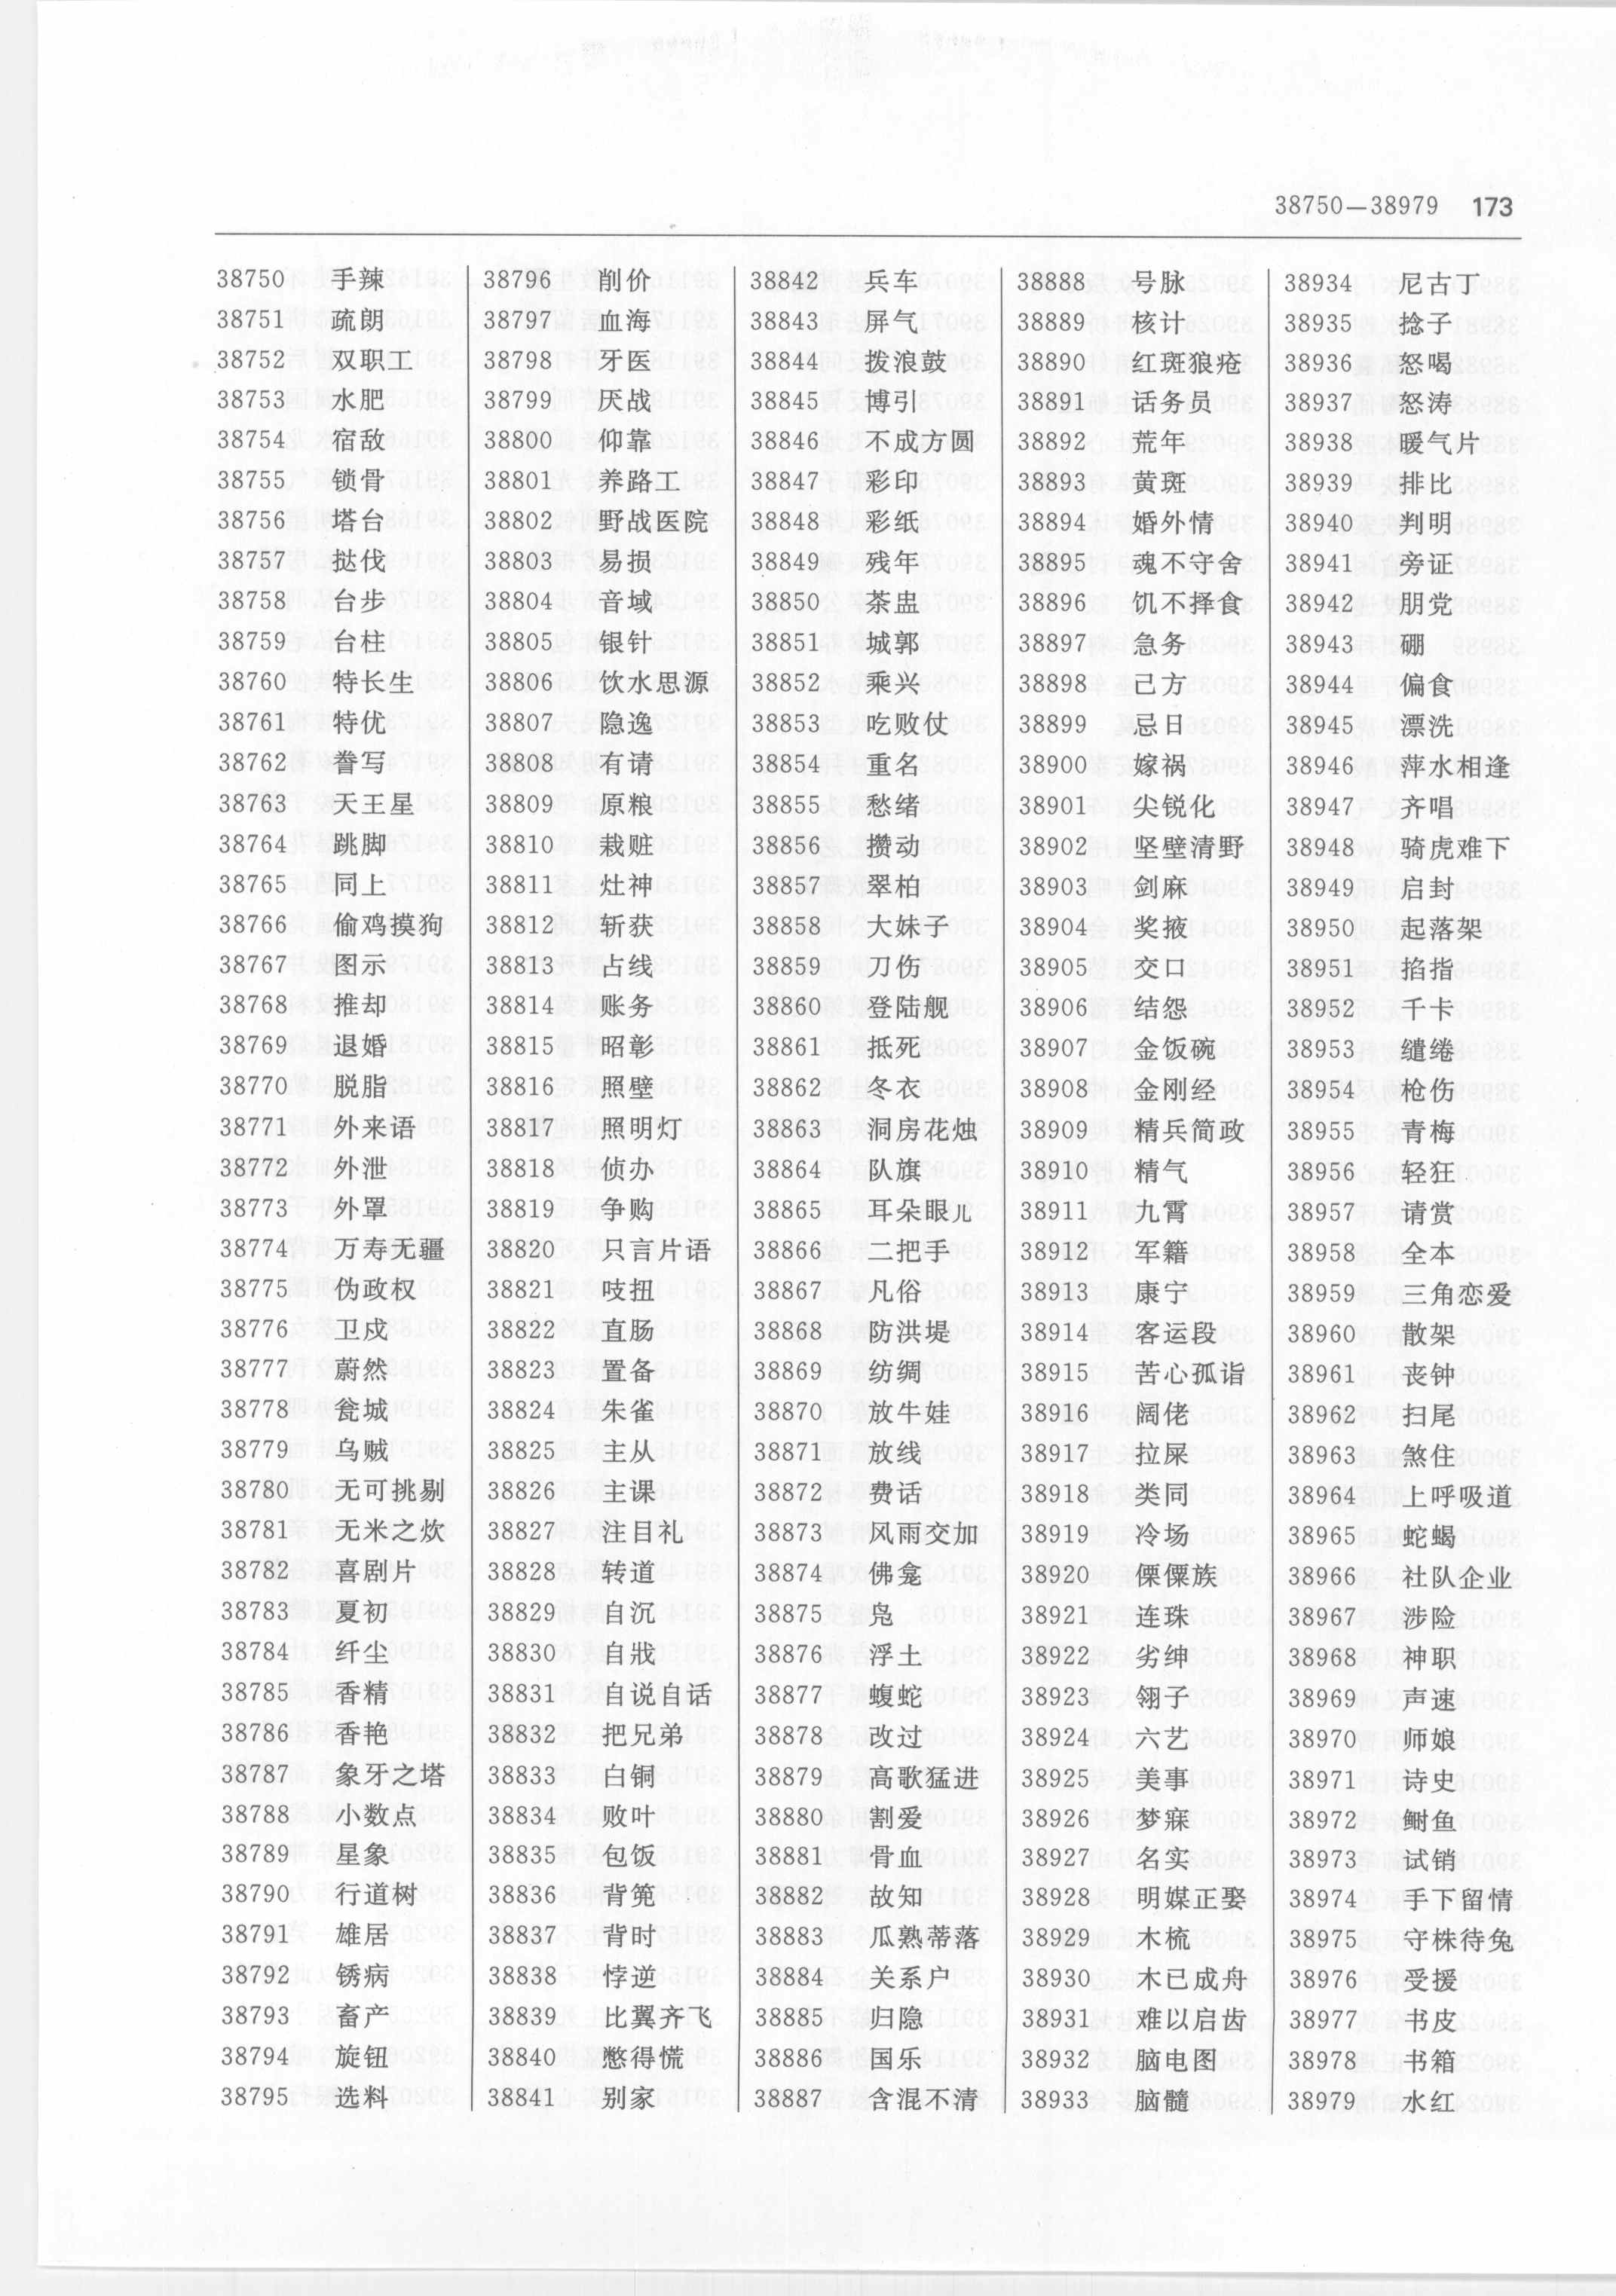 38750—38979 173
38750 手辣
38751 疏朗
38752 双职工
38753 水肥
38754 宿敌
38755 锁骨
38756 塔台
38757 挞伐
38758 台步
38759 台柱
38760 特长生
38761 特优
38762 誊写
38763 天王星
38764 跳脚
38765 同上
38766 偷鸡摸狗
38767 图示
38768 推却
38769 退婚
38770 脱脂
38771 外来语
38772 外泄
38773 外罩
38774 万寿无疆
38775 伪政权
38776 卫戍
38777 蔚然
38778 瓮城
38779 乌贼
38780 无可挑剔
38781 无米之炊
38782 喜剧片
38783 夏初
38784 纤尘
38785 香精
38786 香艳
38787 象牙之塔
38788 小数点
38789 星象
38790 行道树
38791 雄居
38792 锈病
38793 畜产
38794 旋钮
38795 选料
38796 削价
38797 血海
38798 牙医
38799 厌战
38800 仰靠
38801 养路工
38802 野战医院
38803 易损
38804 音域
38805 银针
38806 饮水思源
38807 隐逸
38808 有请
38809 原粮
38810 栽赃
38811 灶神
38812 斩获
38813 占线
38814 账务
38815 昭彰
38816 照壁
38817 照明灯
38818 侦办
38819 争购
38820 只言片语
38821 吱扭
38822 直肠
38823 置备
38824 朱雀
38825 主从
38826 主课
38827 注目礼
38828 转道
38829 自沉
38830 自戕
38831 自说自话
38832 把兄弟
38833 白铜
38834 败叶
38835 包饭
38836 背篼
38837 背时
38838 悖逆
38839 比翼齐飞
38840 憋得慌
38841 别家
38842 兵车
38843 屏气
38844 拨浪鼓
38845 博引
38846 不成方圆
38847 彩印
38848 彩纸
38849 残年
38850 茶盅
38851 城郭
38852 乘兴
38853 吃败仗
38854 重名
38855 愁绪
38856 攒动
38857 翠柏
38858 大妹子
38859 刀伤
38860 登陆舰
38861 抵死
38862 冬衣
38863 洞房花烛
38864 队旗
38865 耳朵眼儿
38866 二把手
38867 凡俗
38868 防洪堤
38869 纺绸
38870 放牛娃
38871 放线
38872 费话
38873 风雨交加
38874 佛龛
38875 凫
38876 浮土
38877 蝮蛇
38878 改过
38879 高歌猛进
38880 割爱
38881 骨血
38882 故知
38883 瓜熟蒂落
38884 关系户
38885 归隐
38886 国乐
38887 含混不清
38888 号脉
38889 核计
38890 红斑狼疮
38891 话务员
38892 荒年
38893 黄斑
38894 婚外情
38895 魂不守舍
38896 饥不择食
38897 急务
38898 己方
38899 忌日
38900 嫁祸
38901 尖锐化
38902 坚壁清野
38903 剑麻
38904 奖掖
38905 交口
38906 结怨
38907 金饭碗
38908 金刚经
38909 精兵简政
38910 精气
38911 九霄
38912 军籍
38913 康宁
38914 客运段
38915 苦心孤诣
38916 阔佬
38917 拉屎
38918 类同
38919 冷场
38920 傈僳族
38921 连珠
38922 劣绅
38923 翎子
38924 六艺
38925 美事
38926 梦寐
38927 名实
38928 明媒正娶
38929 木梳
38930 木已成舟
38931 难以启齿
38932 脑电图
38933 脑髓
38934 尼古丁
38935 捻子
38936 怒喝
38937 怒涛
38938 暖气片
38939 排比
38940 判明
38941 旁证
38942 朋党
38943 硼
38944 偏食
38945 漂洗
38946 萍水相逢
38947 齐唱
38948 骑虎难下
38949 启封
38950 起落架
38951 掐指
38952 千卡
38953 缱绻
38954 枪伤
38955 青梅
38956 轻狂
38957 请赏
38958 全本
38959 三角恋爱
38960 散架
38961 丧钟
38962 扫尾
38963 煞住
38964 上呼吸道
38965 蛇蝎
38966 社队企业
38967 涉险
38968 神职
38969 声速
38970 师娘
38971 诗史
38972 鲥鱼
38973 试销
38974 手下留情
38975 守株待兔
38976 受援
38977 书皮
38978 书箱
38979 水红